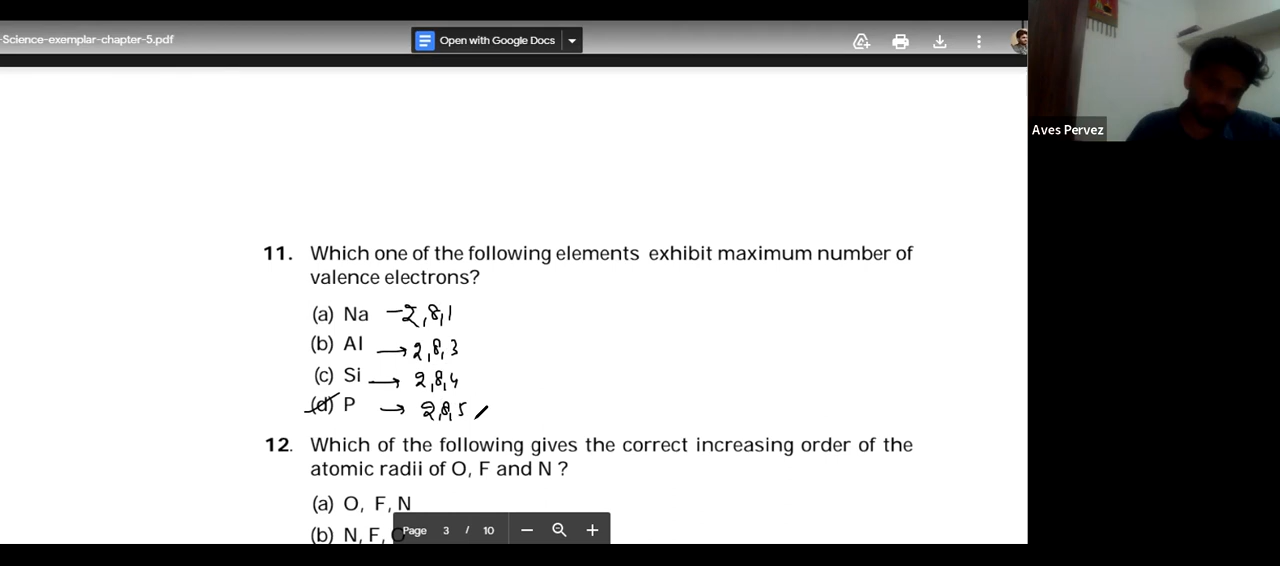 -Science-exemplar-chapter-5.pdf
Open with Google Docs
Aves Pervez
11. Which one of the following elements exhibit maximum number of
valence electrons?
(a) Na –2,8,1
(b) Al → 2,8,3
(c) Si → 2,8,4
(d) P → 2,8,5
12. Which of the following gives the correct increasing order of the
atomic radii of O, F and N ?
(a) O, F, N
(b) N, F,
Page 3 / 10